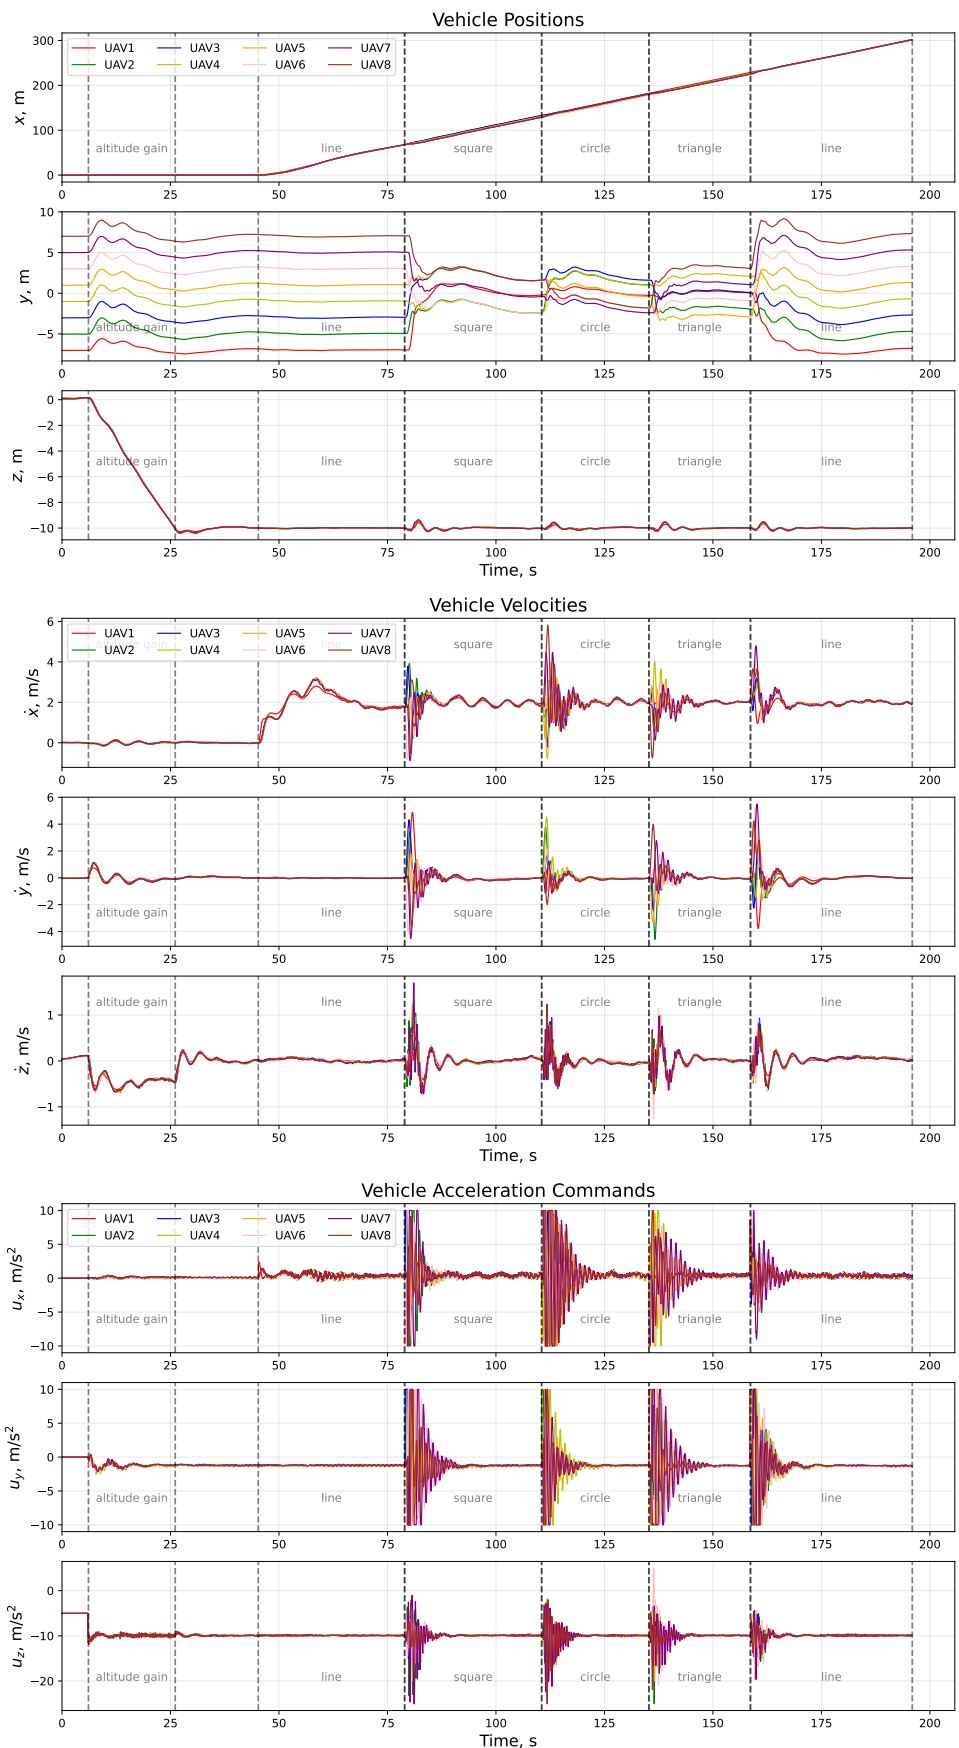 Vehicle Positions
UAV1 UAV3 UAV5 UAV7
UAV2 UAV4 UAV6 UAV8
x, m
300
200
100
0
altitude gain line square circle triangle line
0 25 50 75 100 125 150 175 200
y, m
10
5
0
−5
altitude gain line square circle triangle line
0 25 50 75 100 125 150 175 200
z, m
0
−2
−4
−6
−8
−10
altitude gain line square circle triangle line
0 25 50 75 100 125 150 175 200
Time, s
Vehicle Velocities
UAV1 UAV3 UAV5 UAV7
UAV2 UAV4 UAV6 UAV8
ẋ, m/s
6
4
2
0
altitude gain line square circle triangle line
0 25 50 75 100 125 150 175 200
ẏ, m/s
6
4
2
0
−2
−4
altitude gain line square circle triangle line
0 25 50 75 100 125 150 175 200
ż, m/s
1
0
−1
altitude gain line square circle triangle line
0 25 50 75 100 125 150 175 200
Time, s
Vehicle Acceleration Commands
UAV1 UAV3 UAV5 UAV7
UAV2 UAV4 UAV6 UAV8
uₓ, m/s²
10
5
0
−5
−10
altitude gain line square circle triangle line
0 25 50 75 100 125 150 175 200
u_y, m/s²
10
5
0
−5
−10
altitude gain line square circle triangle line
0 25 50 75 100 125 150 175 200
u_z, m/s²
0
−10
−20
altitude gain line square circle triangle line
0 25 50 75 100 125 150 175 200
Time, s